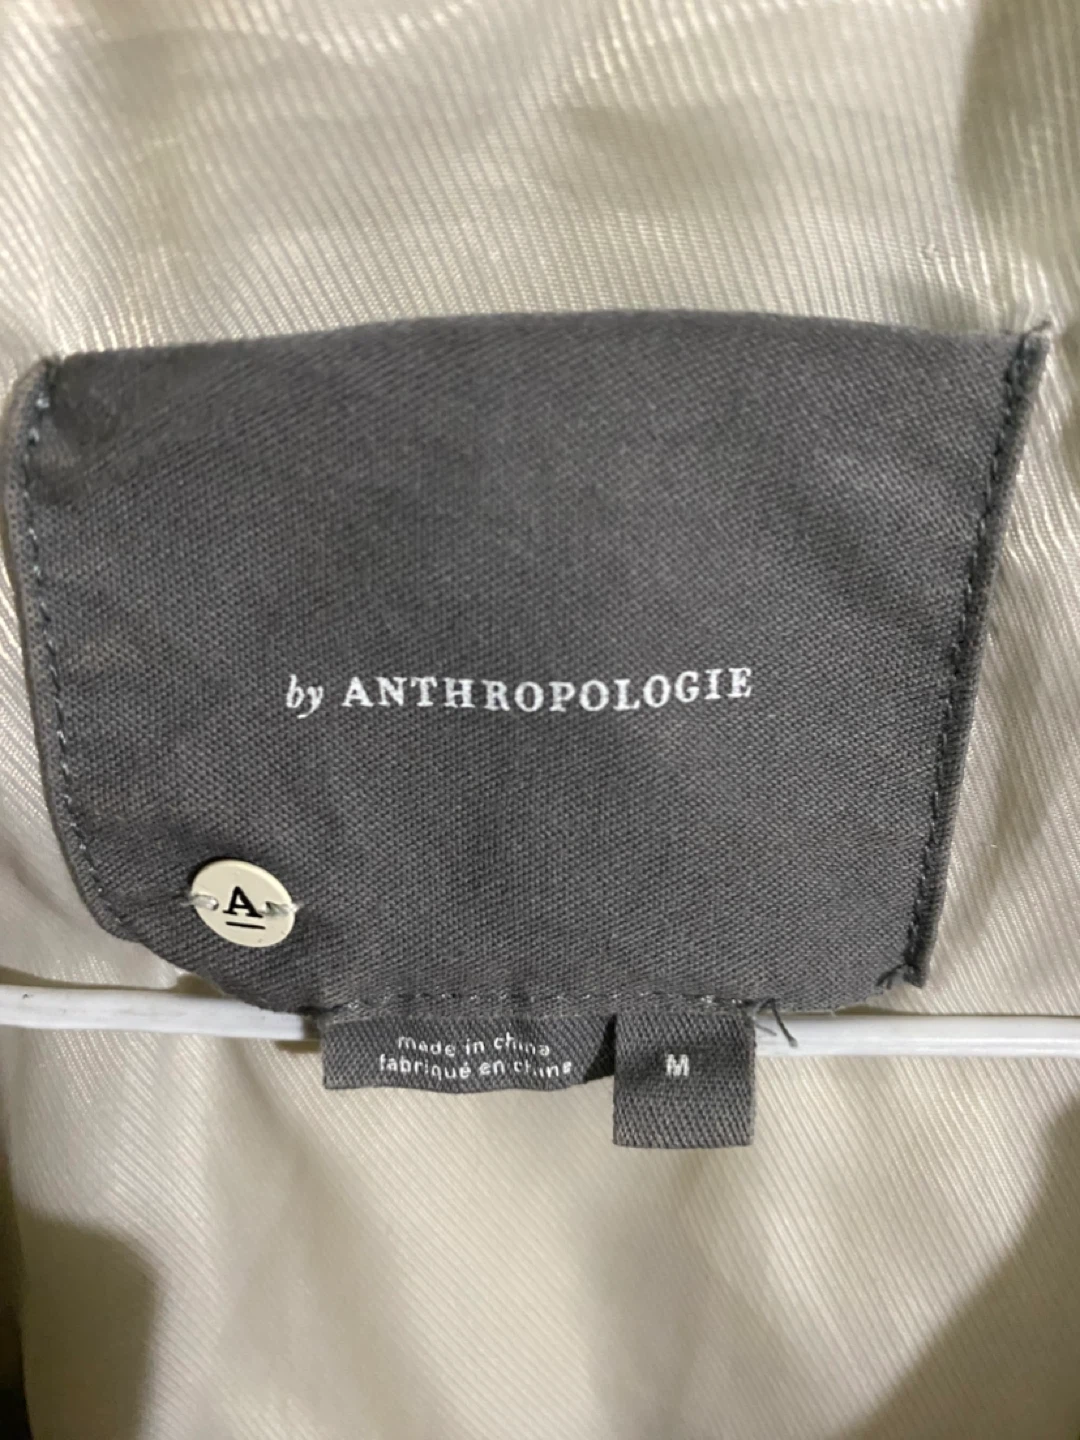 by ANTHROPOLOGIE
A
made in china
fabriqué en chine
M